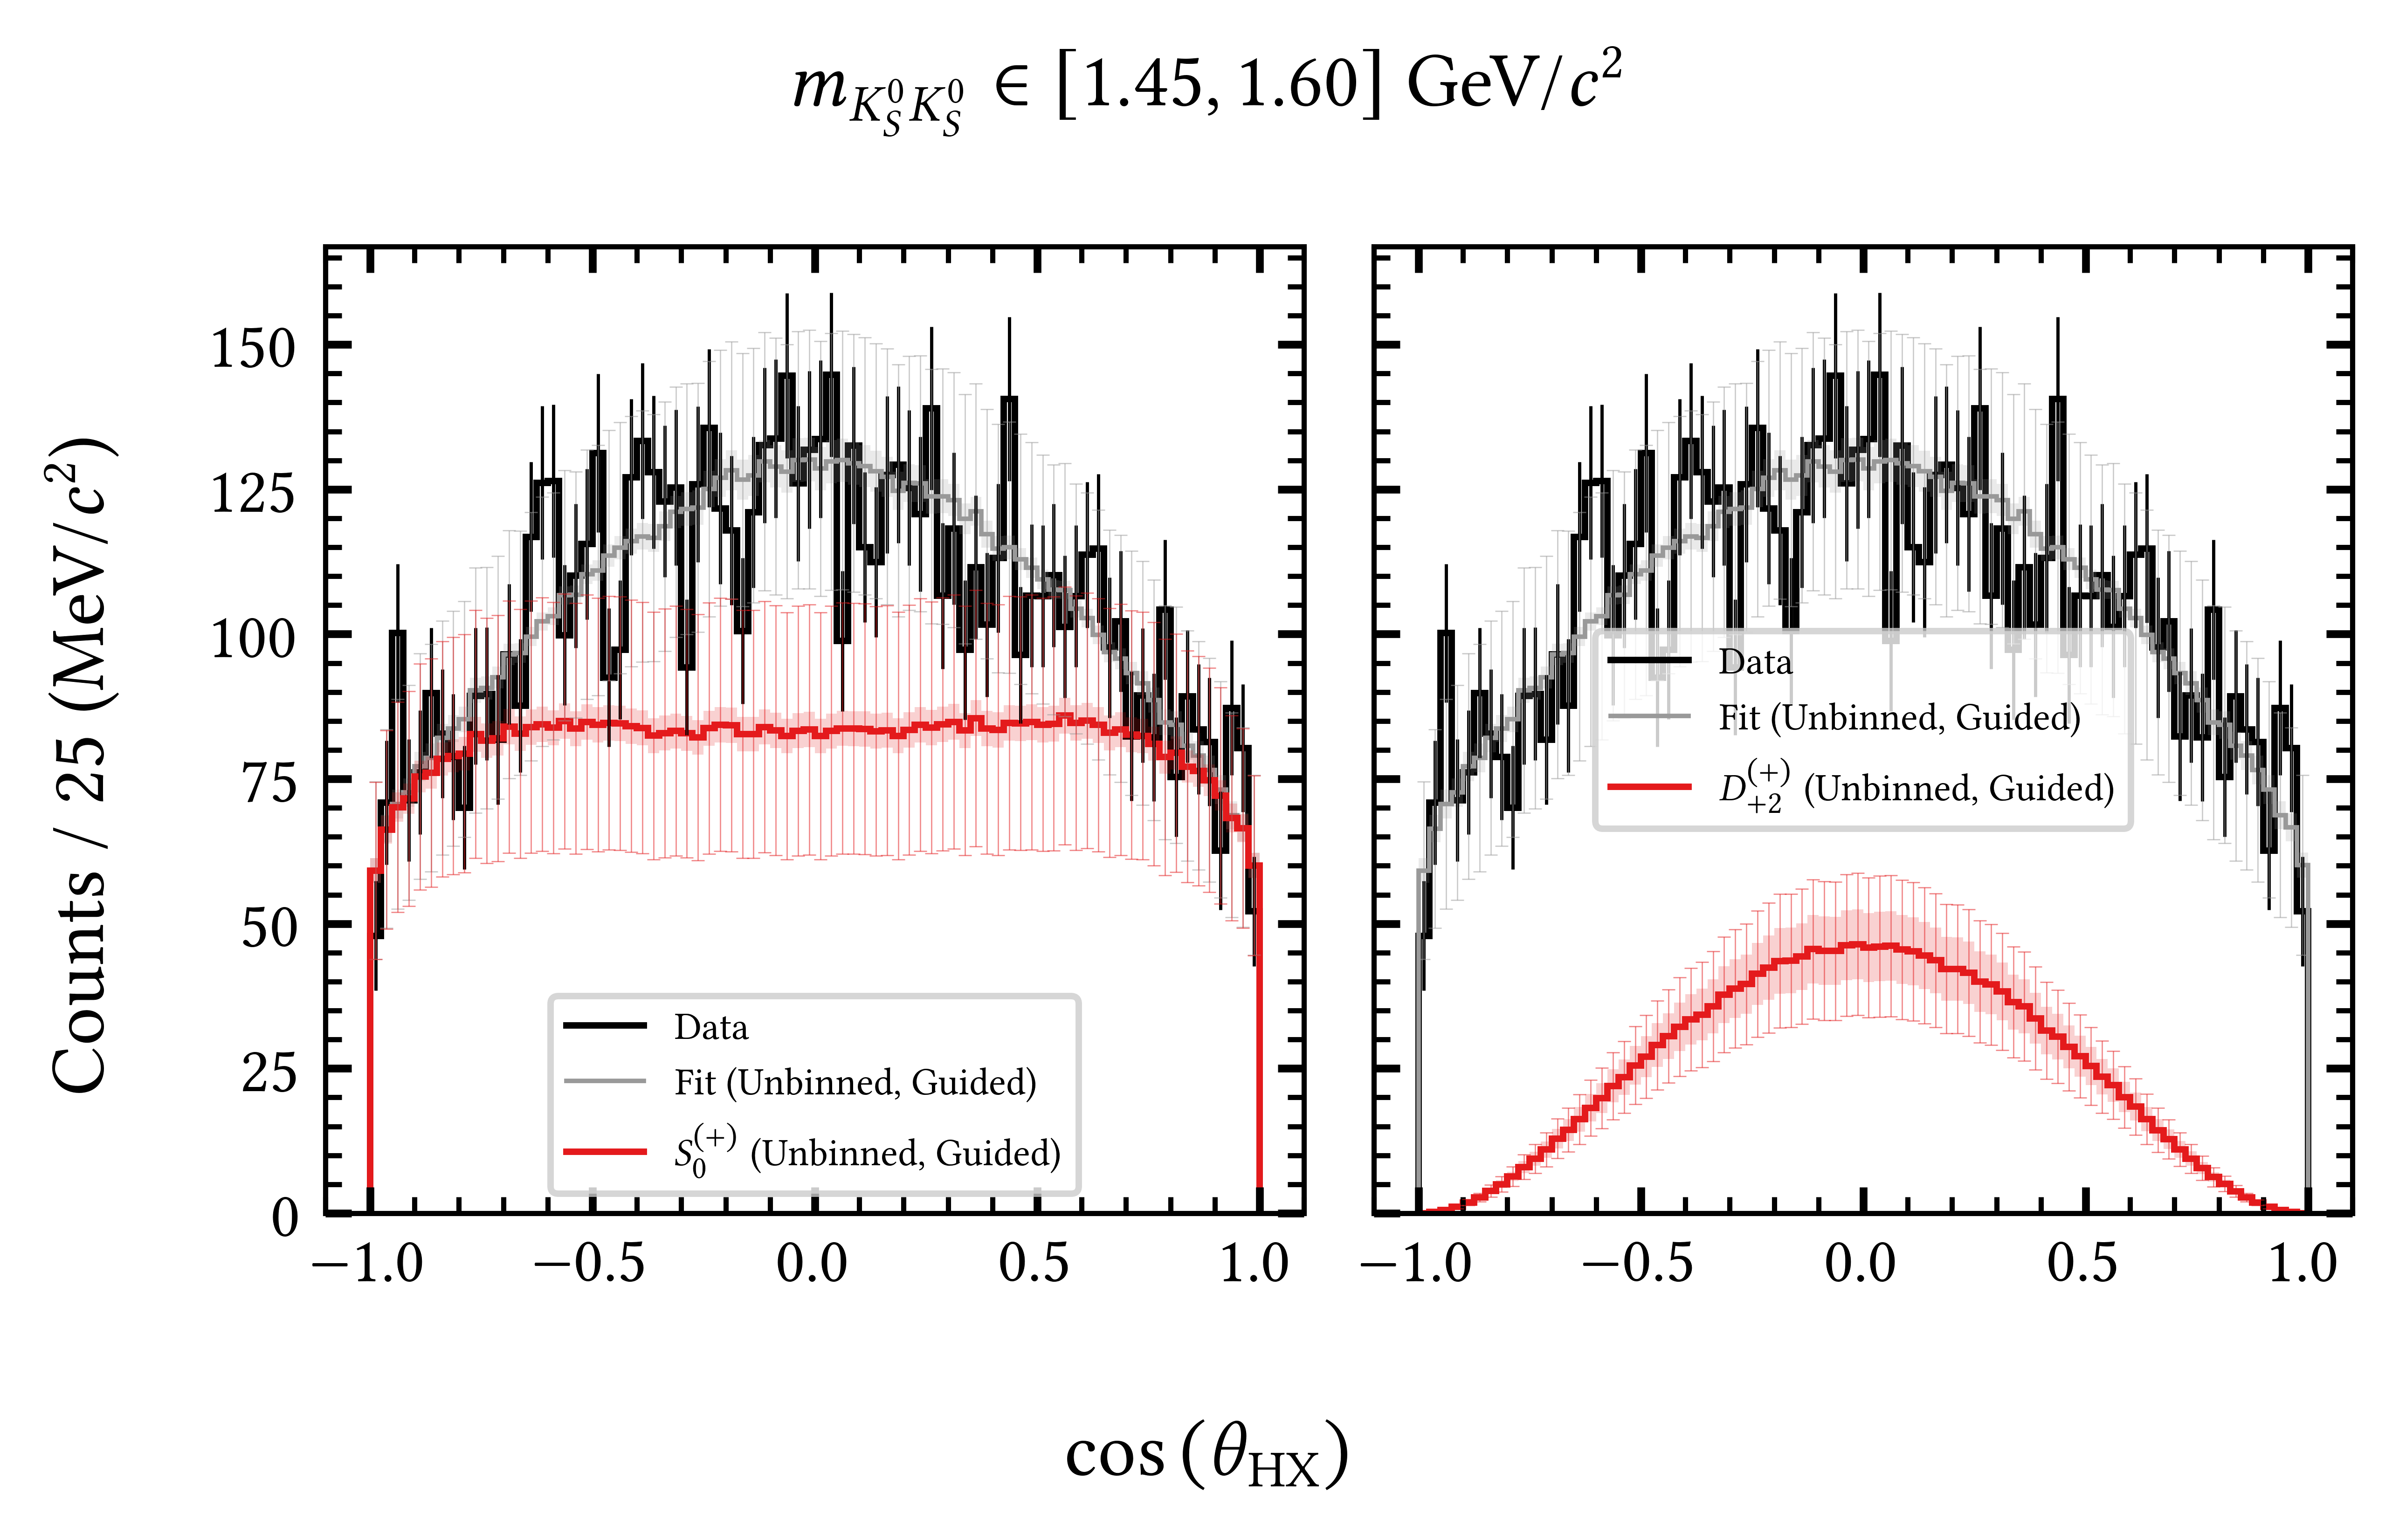 m_{K_S^0 K_S^0} ∈ [1.45, 1.60] GeV/c²
Counts / 25 (MeV/c²)
150
125
100
75
50
25
0
Data
Fit (Unbinned, Guided)
S_0^{(+)} (Unbinned, Guided)
−1.0 −0.5 0.0 0.5 1.0
Data
Fit (Unbinned, Guided)
D_{+2}^{(+)} (Unbinned, Guided)
−1.0 −0.5 0.0 0.5 1.0
cos (θ_HX)